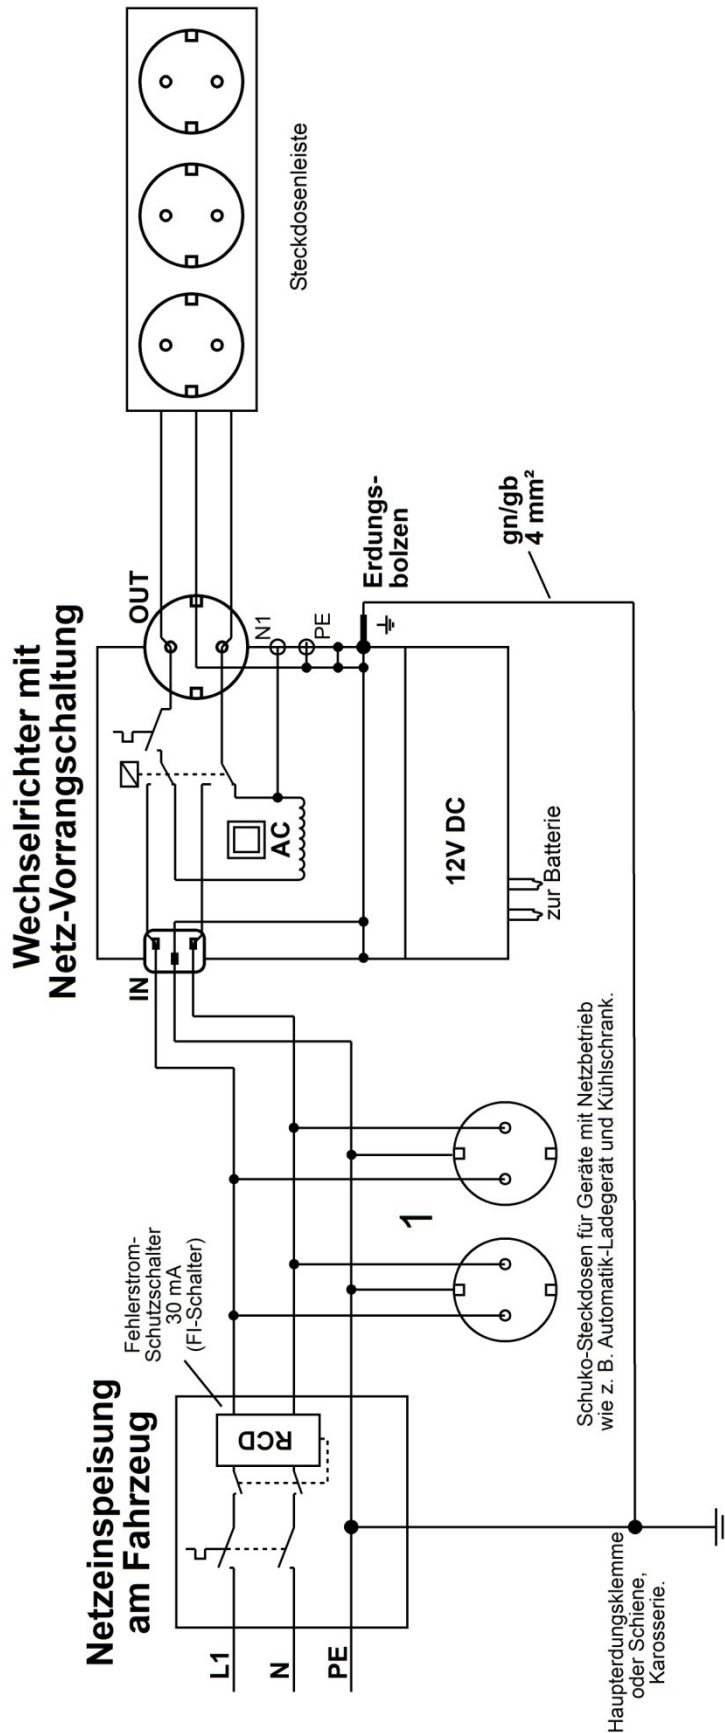 Netzeinspeisung
am Fahrzeug
L1
N
PE
Fehlerstrom-
Schutzschalter
30 mA
(FI-Schalter)
RCD
Haupterdungsklemme
oder Schiene,
Karosserie.
1
Schuko-Steckdosen für Geräte mit Netzbetrieb
wie z. B. Automatik-Ladegerät und Kühlschrank.
Wechselrichter mit
Netz-Vorrangschaltung
IN
AC
12V DC
zur Batterie
OUT
N1
PE
Erdungs-
bolzen
gn/gb
4 mm²
Steckdosenleiste